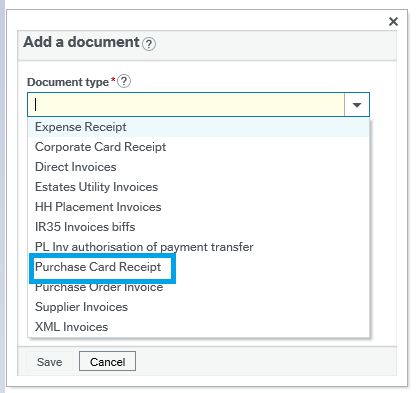 Add a document ?
Document type * ?
Expense Receipt
Corporate Card Receipt
Direct Invoices
Estates Utility Invoices
HH Placement Invoices
IR35 Invoices biffs
PL Inv authorisation of payment transfer
Purchase Card Receipt
Purchase Order Invoice
Supplier Invoices
XML Invoices
Save Cancel